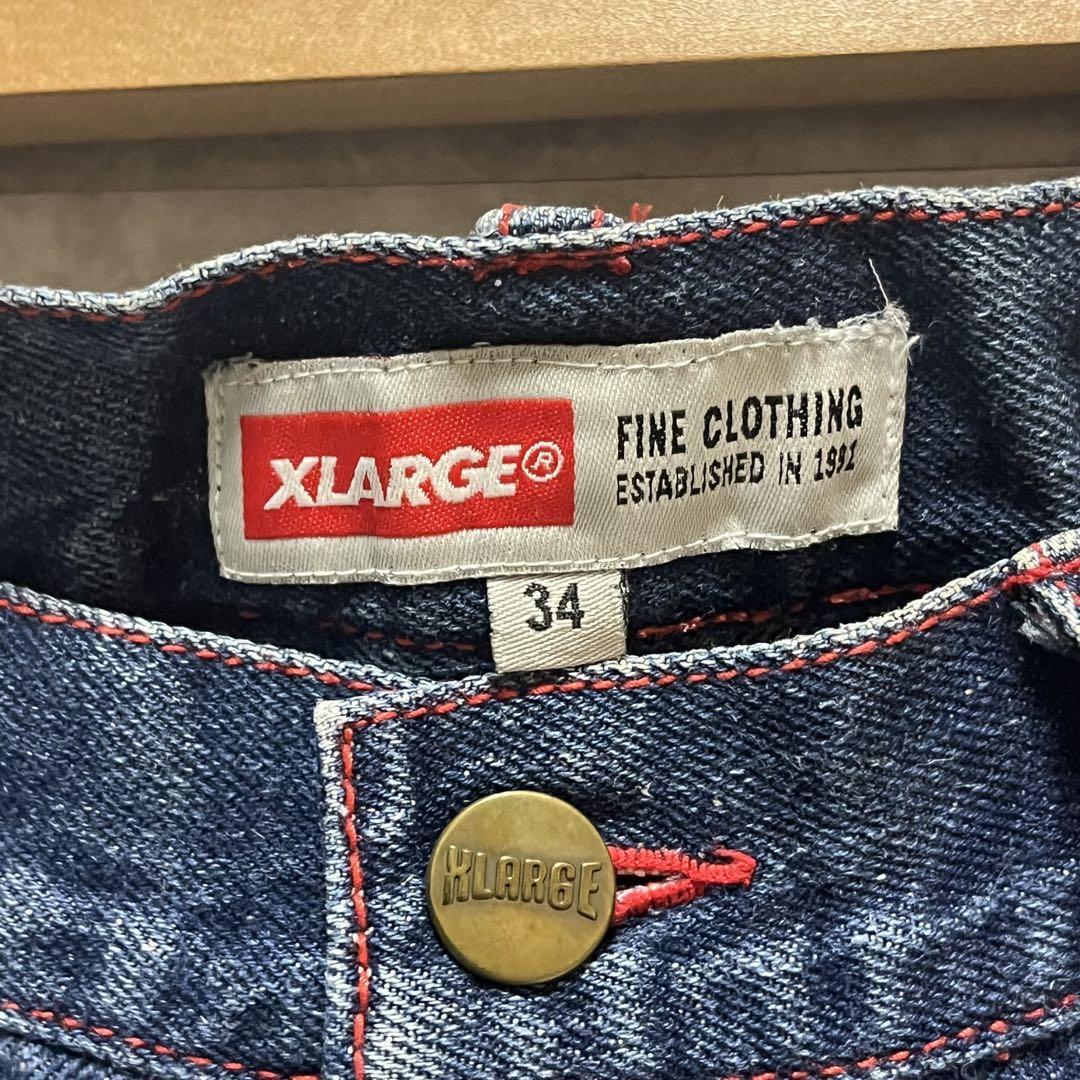 XLARGE®
FINE CLOTHING
ESTABLISHED IN 1991
34
XLARGE